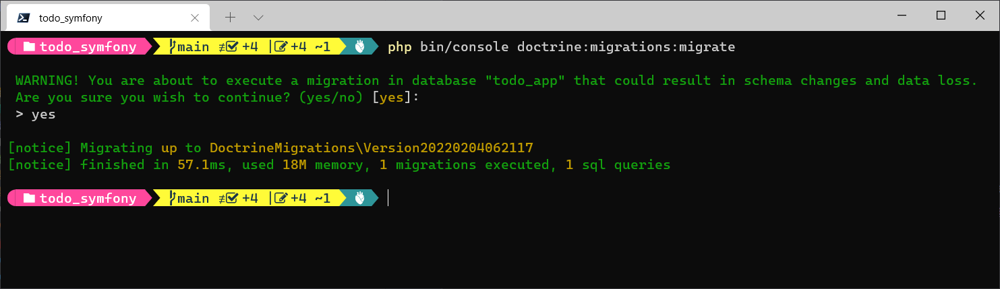 todo_symfony
todo_symfony main ≢ +4 | +4 ~1 php bin/console doctrine:migrations:migrate
WARNING! You are about to execute a migration in database "todo_app" that could result in schema changes and data loss.
Are you sure you wish to continue? (yes/no) [yes]:
> yes
[notice] Migrating up to DoctrineMigrations\Version20220204062117
[notice] finished in 57.1ms, used 18M memory, 1 migrations executed, 1 sql queries
todo_symfony main ≢ +4 | +4 ~1